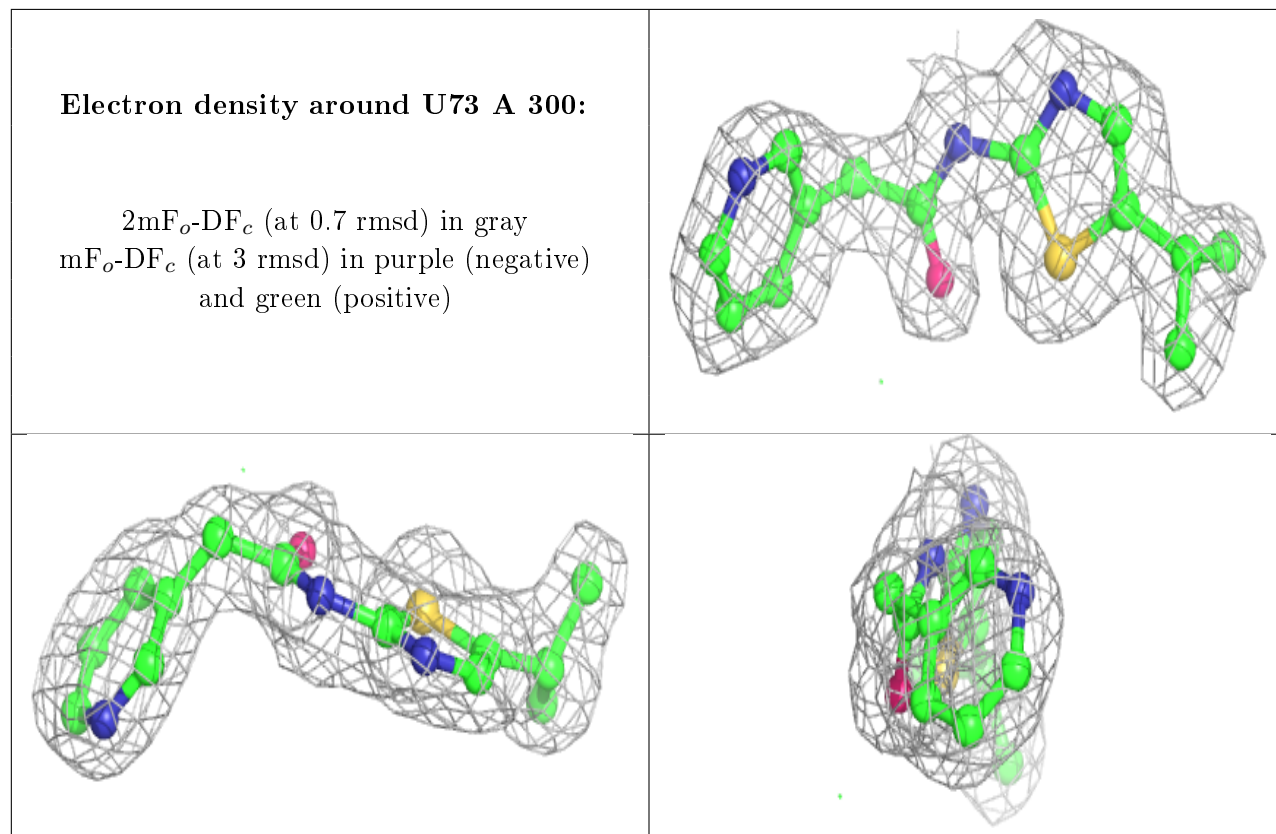 Electron density around U73 A 300:
2mFo-DFc (at 0.7 rmsd) in gray
mFo-DFc (at 3 rmsd) in purple (negative)
and green (positive)